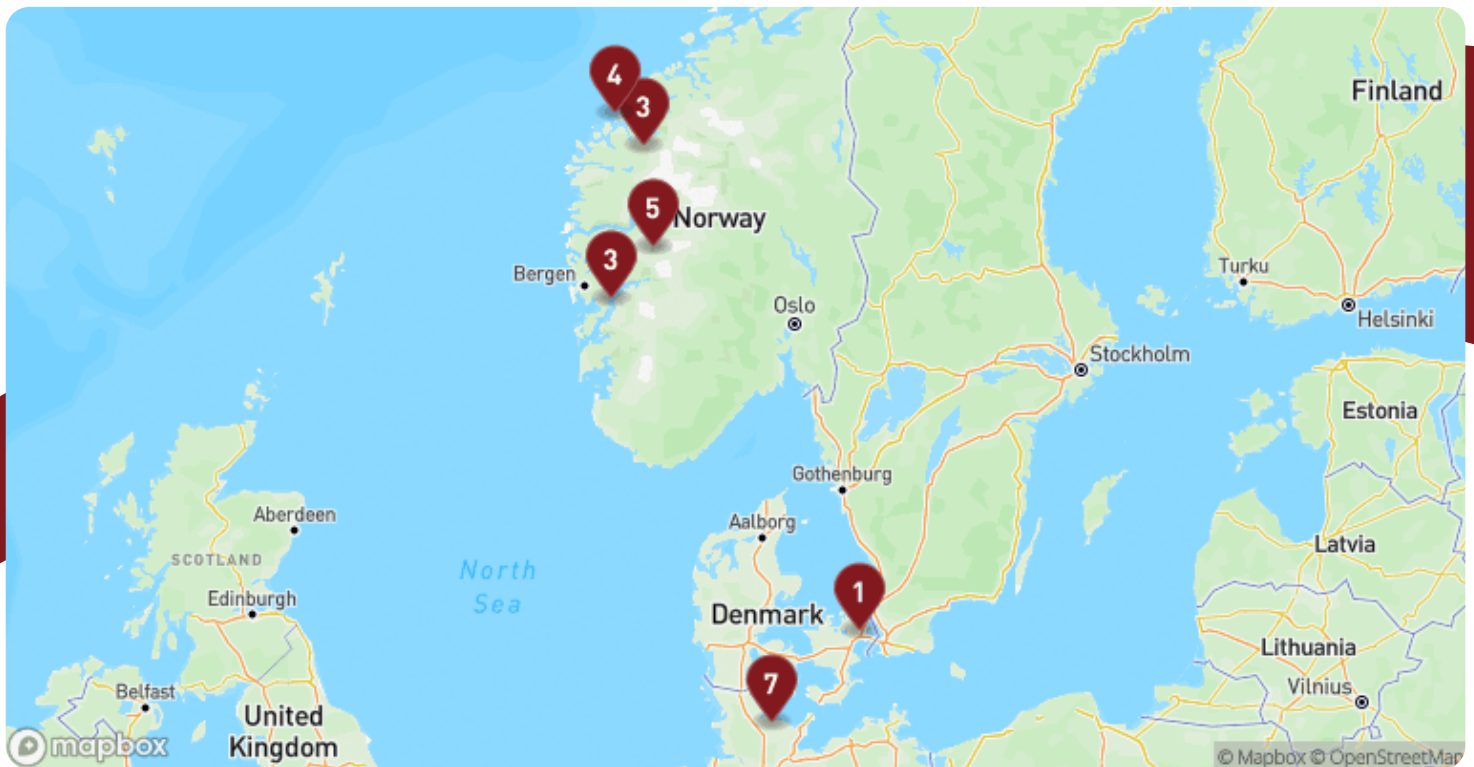 4
3
Finland
5
Norway
3
Bergen
Turku
Oslo
Helsinki
Stockholm
Estonia
Gothenburg
Aberdeen
Aalborg
SCOTLAND
Latvia
North
Sea
Edinburgh
1
Denmark
Lithuania
7
Vilnius
Belfast
United
Kingdom
mapbox
© Mapbox © OpenStreetMap